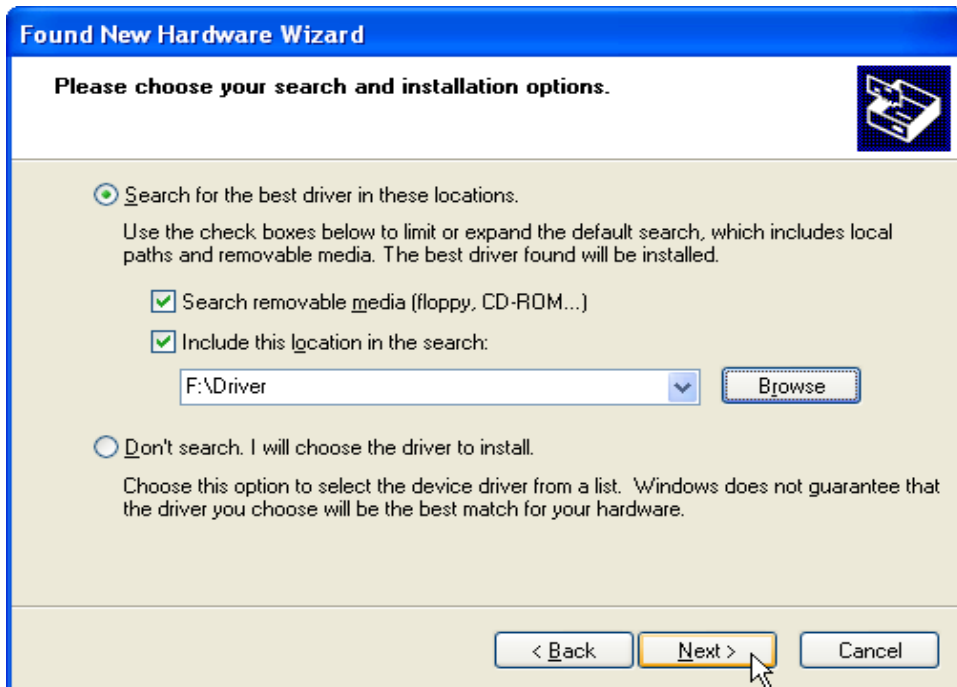 Found New Hardware Wizard
Please choose your search and installation options.
Search for the best driver in these locations.
Use the check boxes below to limit or expand the default search, which includes local
paths and removable media. The best driver found will be installed.
Search removable media (floppy, CD-ROM...)
Include this location in the search:
F:\Driver
Browse
Don't search. I will choose the driver to install.
Choose this option to select the device driver from a list. Windows does not guarantee that
the driver you choose will be the best match for your hardware.
< Back Next > Cancel